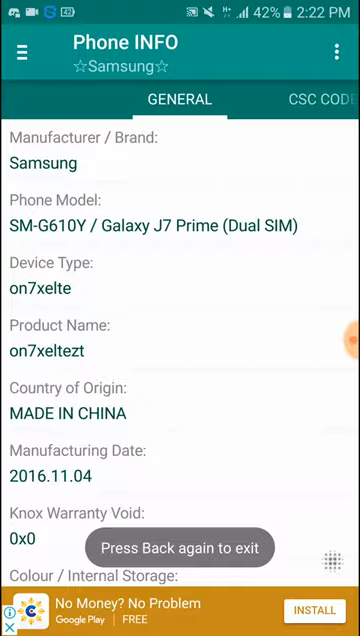 42
H+
42%
2:22 PM
Phone INFO
☆Samsung☆
GENERAL
CSC CODE
Manufacturer / Brand:
Samsung
Phone Model:
SM-G610Y / Galaxy J7 Prime (Dual SIM)
Device Type:
on7xelte
Product Name:
on7xeltezt
Country of Origin:
MADE IN CHINA
Manufacturing Date:
2016.11.04
Knox Warranty Void:
0x0
Press Back again to exit
Colour / Internal Storage:
No Money? No Problem
Google Play | FREE
INSTALL